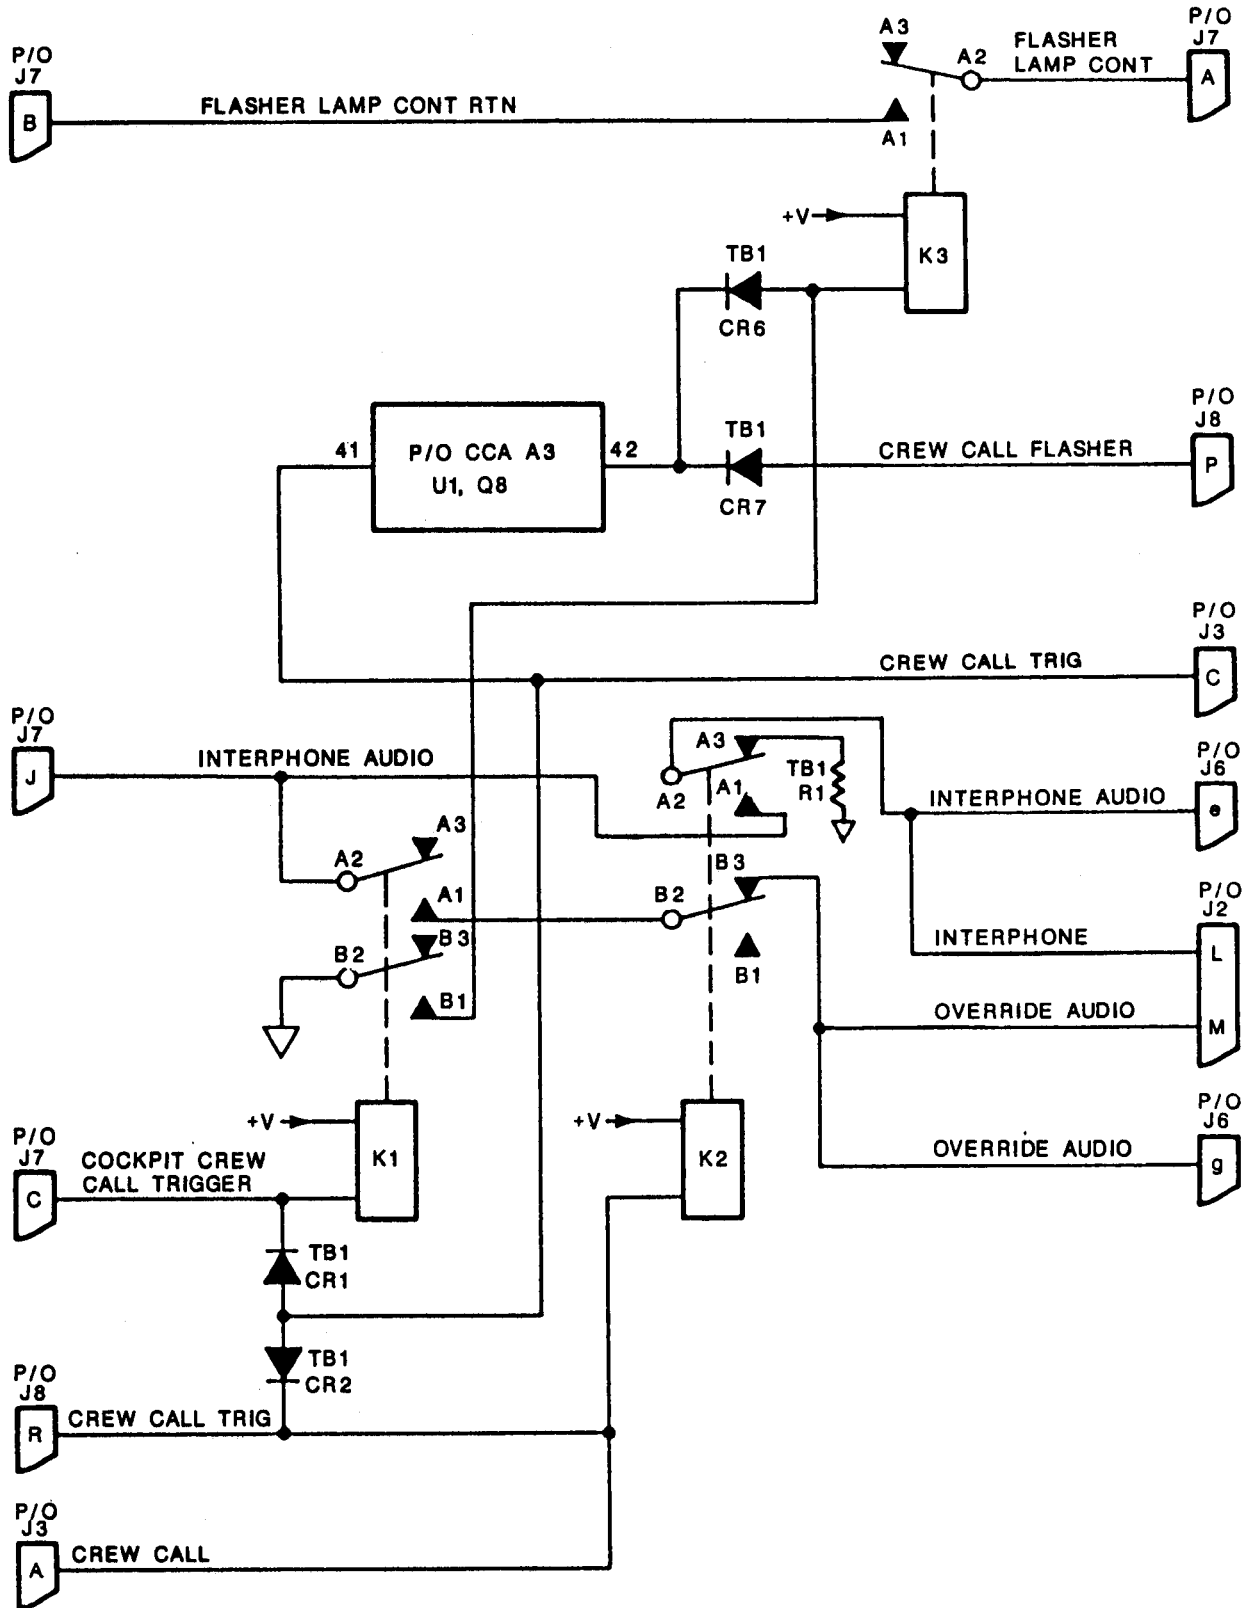 P/O
J7
B
FLASHER LAMP CONT RTN
A3
A2
A1
FLASHER
LAMP CONT
P/O
J7
A
+V
K3
TB1
CR6
41
P/O CCA A3
U1, Q8
42
TB1
CR7
CREW CALL FLASHER
P/O
J8
P
CREW CALL TRIG
P/O
J3
C
P/O
J7
J
INTERPHONE AUDIO
A3
A2
A1
TB1
R1
INTERPHONE AUDIO
P/O
J6
e
A3
A2
A1
B3
B2
B1
B3
B2
B1
INTERPHONE
P/O
J2
L
OVERRIDE AUDIO
M
+V
K1
+V
K2
OVERRIDE AUDIO
P/O
J6
g
P/O
J7
C
COCKPIT CREW
CALL TRIGGER
TB1
CR1
TB1
CR2
P/O
J8
R
CREW CALL TRIG
P/O
J3
A
CREW CALL